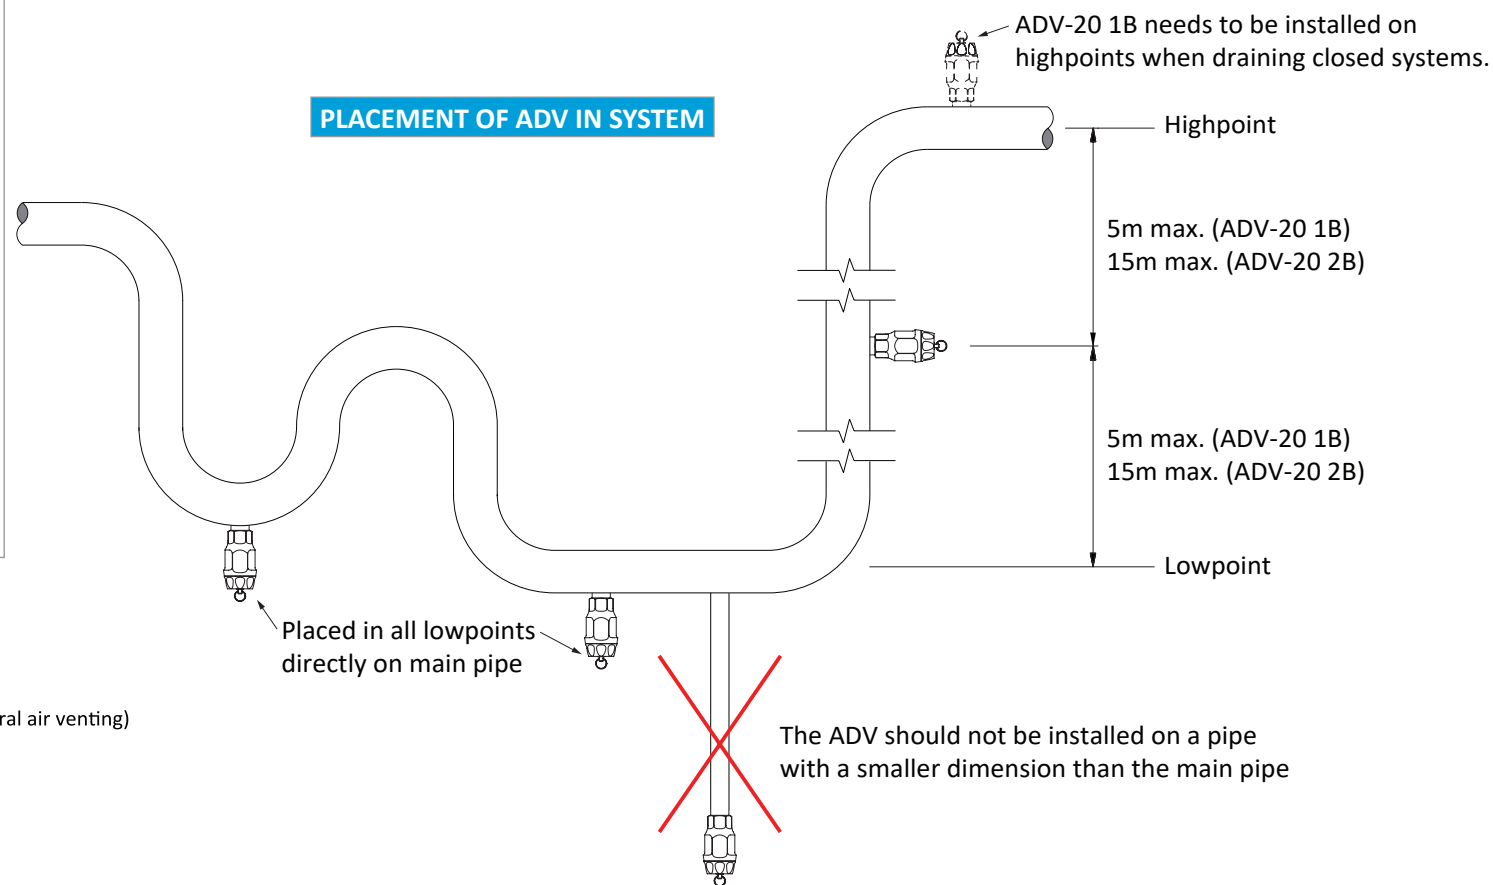 ADV-20 1B needs to be installed on
highpoints when draining closed systems.
PLACEMENT OF ADV IN SYSTEM
Highpoint
5m max. (ADV-20 1B)
15m max. (ADV-20 2B)
5m max. (ADV-20 1B)
15m max. (ADV-20 2B)
Lowpoint
Placed in all lowpoints
directly on main pipe
ral air venting)
The ADV should not be installed on a pipe
with a smaller dimension than the main pipe